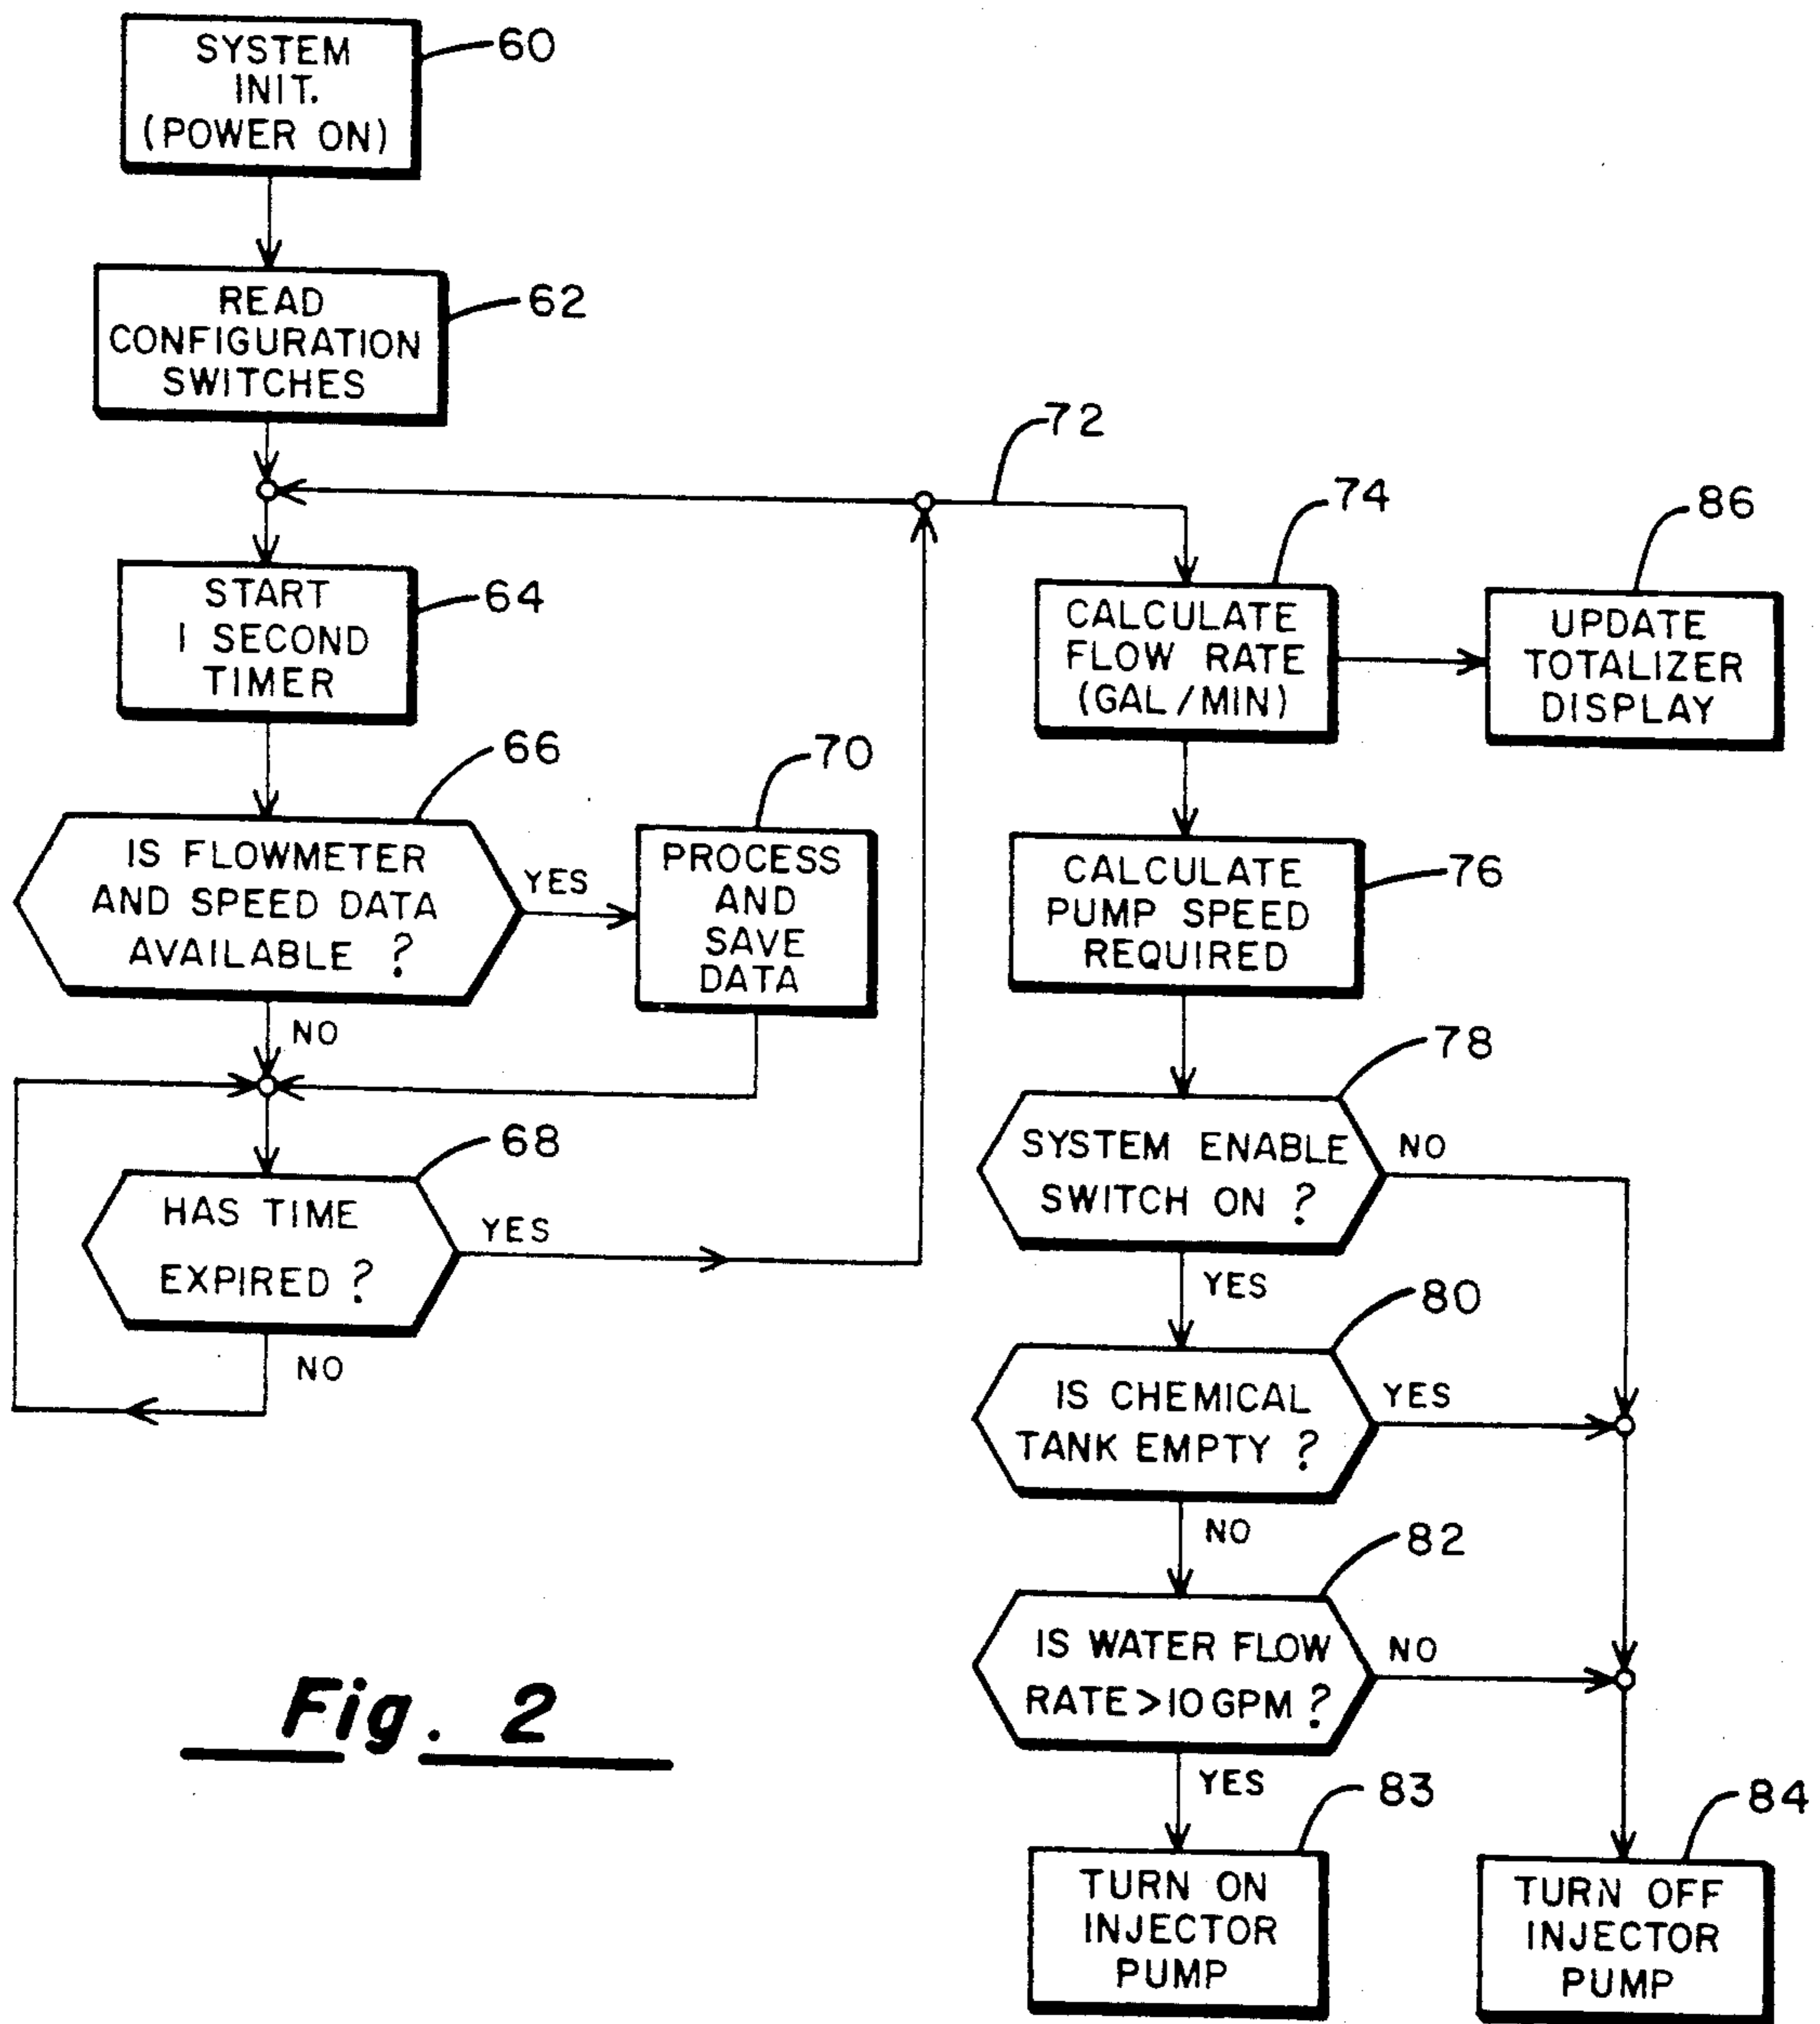 SYSTEM
INIT.
(POWER ON)
60
READ
CONFIGURATION
SWITCHES
62
72
START
1 SECOND
TIMER
64
IS FLOWMETER
AND SPEED DATA
AVAILABLE ?
66
YES
NO
PROCESS
AND
SAVE
DATA
70
HAS TIME
EXPIRED ?
68
YES
NO
CALCULATE
FLOW RATE
(GAL/MIN)
74
UPDATE
TOTALIZER
DISPLAY
86
CALCULATE
PUMP SPEED
REQUIRED
76
SYSTEM ENABLE
SWITCH ON ?
78
NO
YES
IS CHEMICAL
TANK EMPTY ?
80
YES
NO
IS WATER FLOW
RATE>10 GPM ?
82
NO
YES
TURN ON
INJECTOR
PUMP
83
TURN OFF
INJECTOR
PUMP
84
Fig. 2